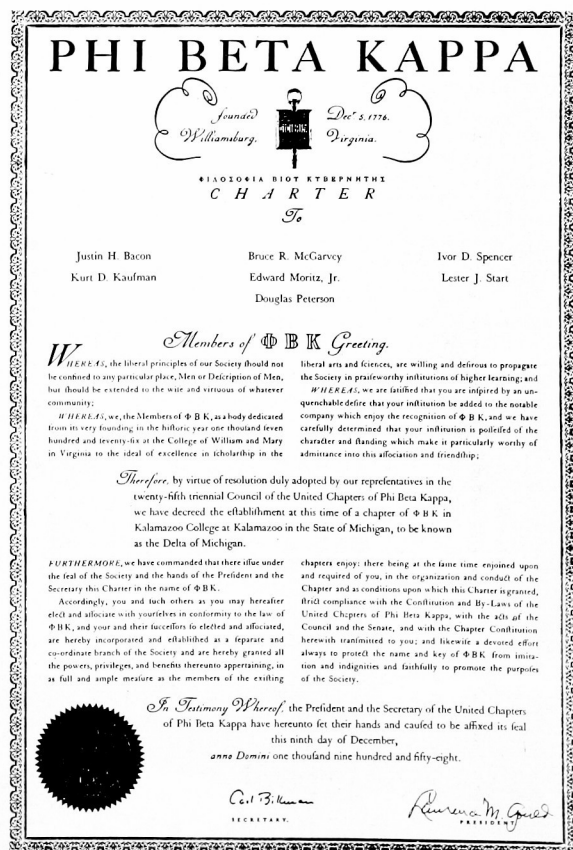 PHI BETA KAPPA
founded Decr 5, 1776.
Williamsburg, Virginia.
ΦΙΛΟΣΟΦΙΑ ΒΙΟΥ ΚΥΒΕΡΝΗΤΗΣ
CHARTER
To
Justin H. Bacon Bruce R. McGarvey Ivor D. Spencer
Kurt D. Kaufman Edward Moritz, Jr. Lester J. Start
Douglas Peterson
Members of ΦΒΚ Greeting.
WHEREAS, the liberal principles of our Society ſhould not
be confined to any particular place, Men or Deſcription of Men,
but ſhould be extended to the wiſe and virtuous of whatever
community;
WHEREAS, we, the Members of ΦΒΚ, as a body dedicated
from its very founding in the hiſtoric year one thouſand ſeven
hundred and ſeventy-ſix at the College of William and Mary
in Virginia to the ideal of excellence in ſcholarſhip in the
liberal arts and ſciences, are willing and deſirous to propagate
the Society in praiſeworthy inſtitutions of higher learning; and
WHEREAS, we are ſatiſfied that you are inſpired by an un-
quenchable deſire that your inſtitution be added to the notable
company which enjoy the recognition of ΦΒΚ, and we have
carefully determined that your inſtitution is poſſeſſed of the
character and ſtanding which make it particularly worthy of
admittance into this aſſociation and friendſhip;
Therefore, by virtue of reſolution duly adopted by our repreſentatives in the
twenty-fifth triennial Council of the United Chapters of Phi Beta Kappa,
we have decreed the eſtabliſhment at this time of a chapter of ΦΒΚ in
Kalamazoo College at Kalamazoo in the State of Michigan, to be known
as the Delta of Michigan.
FURTHERMORE, we have commanded that there iſſue under
the ſeal of the Society and the hands of the Preſident and the
Secretary this Charter in the name of ΦΒΚ.
Accordingly, you and ſuch others as you may hereafter
elect and aſſociate with yourſelves in conformity to the law of
ΦΒΚ, and your and their ſucceſſors ſo elected and aſſociated,
are hereby incorporated and eſtabliſhed as a ſeparate and
co-ordinate branch of the Society and are hereby granted all
the powers, privileges, and benefits thereunto appertaining, in
as full and ample meaſure as the members of the exiſting
chapters enjoy: there being at the ſame time enjoined upon
and required of you, in the organization and conduct of the
Chapter and as conditions upon which this Charter is granted,
ſtrict compliance with the Conſtitution and By-Laws of the
United Chapters of Phi Beta Kappa, with the acts of the
Council and the Senate, and with the Chapter Conſtitution
herewith tranſmitted to you; and likewiſe a devoted effort
always to protect the name and key of ΦΒΚ from imita-
tion and indignities and faithfully to promote the purpoſes
of the Society.
In Testimony Whereof, the Preſident and the Secretary of the United Chapters
of Phi Beta Kappa have hereunto ſet their hands and cauſed to be affixed its ſeal
this ninth day of December,
anno Domini one thouſand nine hundred and fifty-eight.
Carl Billman Laurence M. Gould
SECRETARY. PRESIDENT